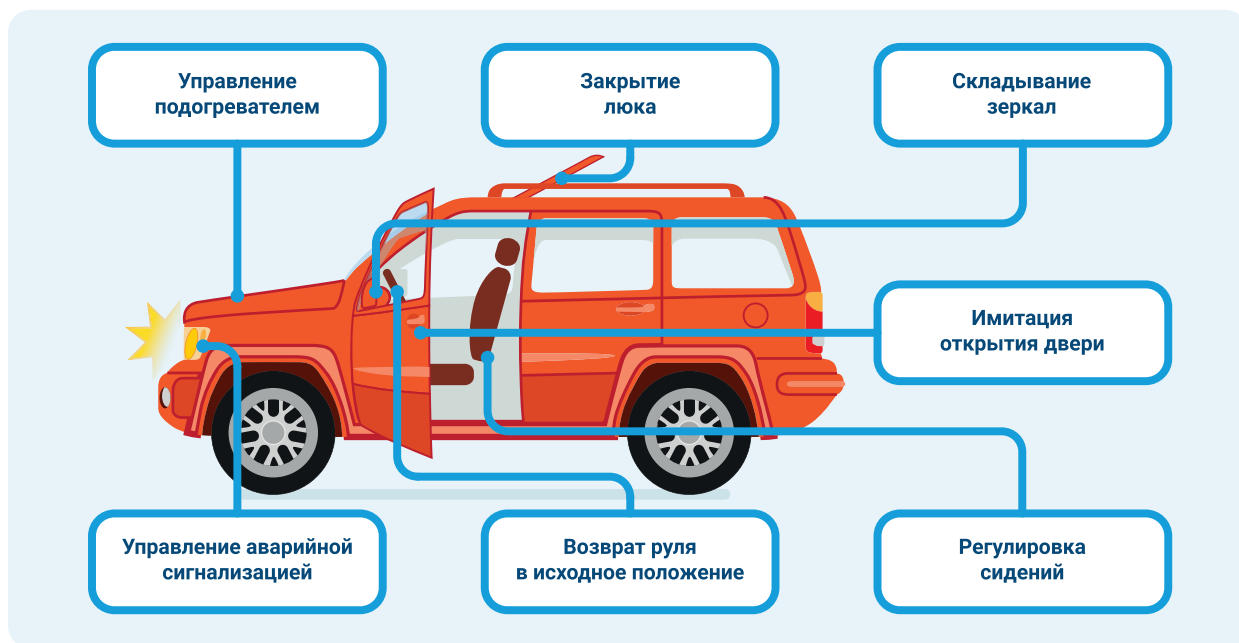 Управление
подогревателем
Закрытие
люка
Складывание
зеркал
Имитация
открытия двери
Управление аварийной
сигнализацией
Возврат руля
в исходное положение
Регулировка
сидений